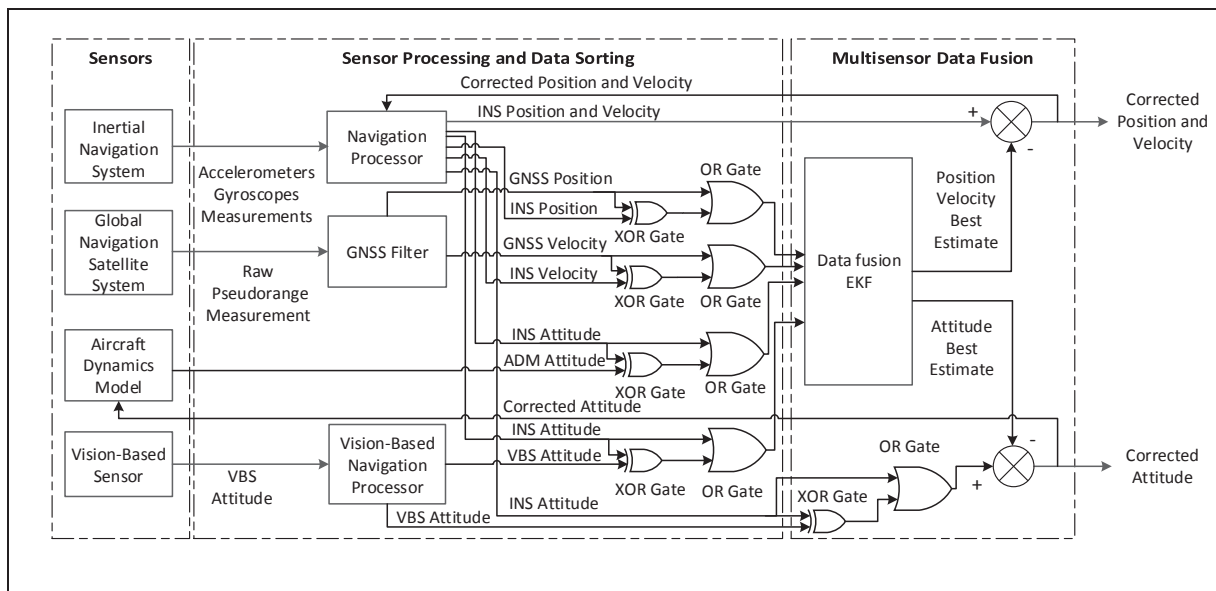 Sensors
Sensor Processing and Data Sorting
Multisensor Data Fusion
Corrected Position and Velocity
INS Position and Velocity
+
-
Corrected
Position and
Velocity
Inertial
Navigation
System
Navigation
Processor
Accelerometers
Gyroscopes
Measurements
GNSS Position
INS Position
OR Gate
XOR Gate
Position
Velocity
Best
Estimate
Global
Navigation
Satellite
System
GNSS Filter
Raw
Pseudorange
Measurement
GNSS Velocity
INS Velocity
XOR Gate
OR Gate
Data fusion
EKF
Aircraft
Dynamics
Model
INS Attitude
ADM Attitude
XOR Gate
OR Gate
Attitude
Best
Estimate
Corrected Attitude
Vision-Based
Sensor
VBS
Attitude
Vision-Based
Navigation
Processor
INS Attitude
VBS Attitude
XOR Gate
OR Gate
INS Attitude
VBS Attitude
XOR Gate
OR Gate
+
-
Corrected
Attitude